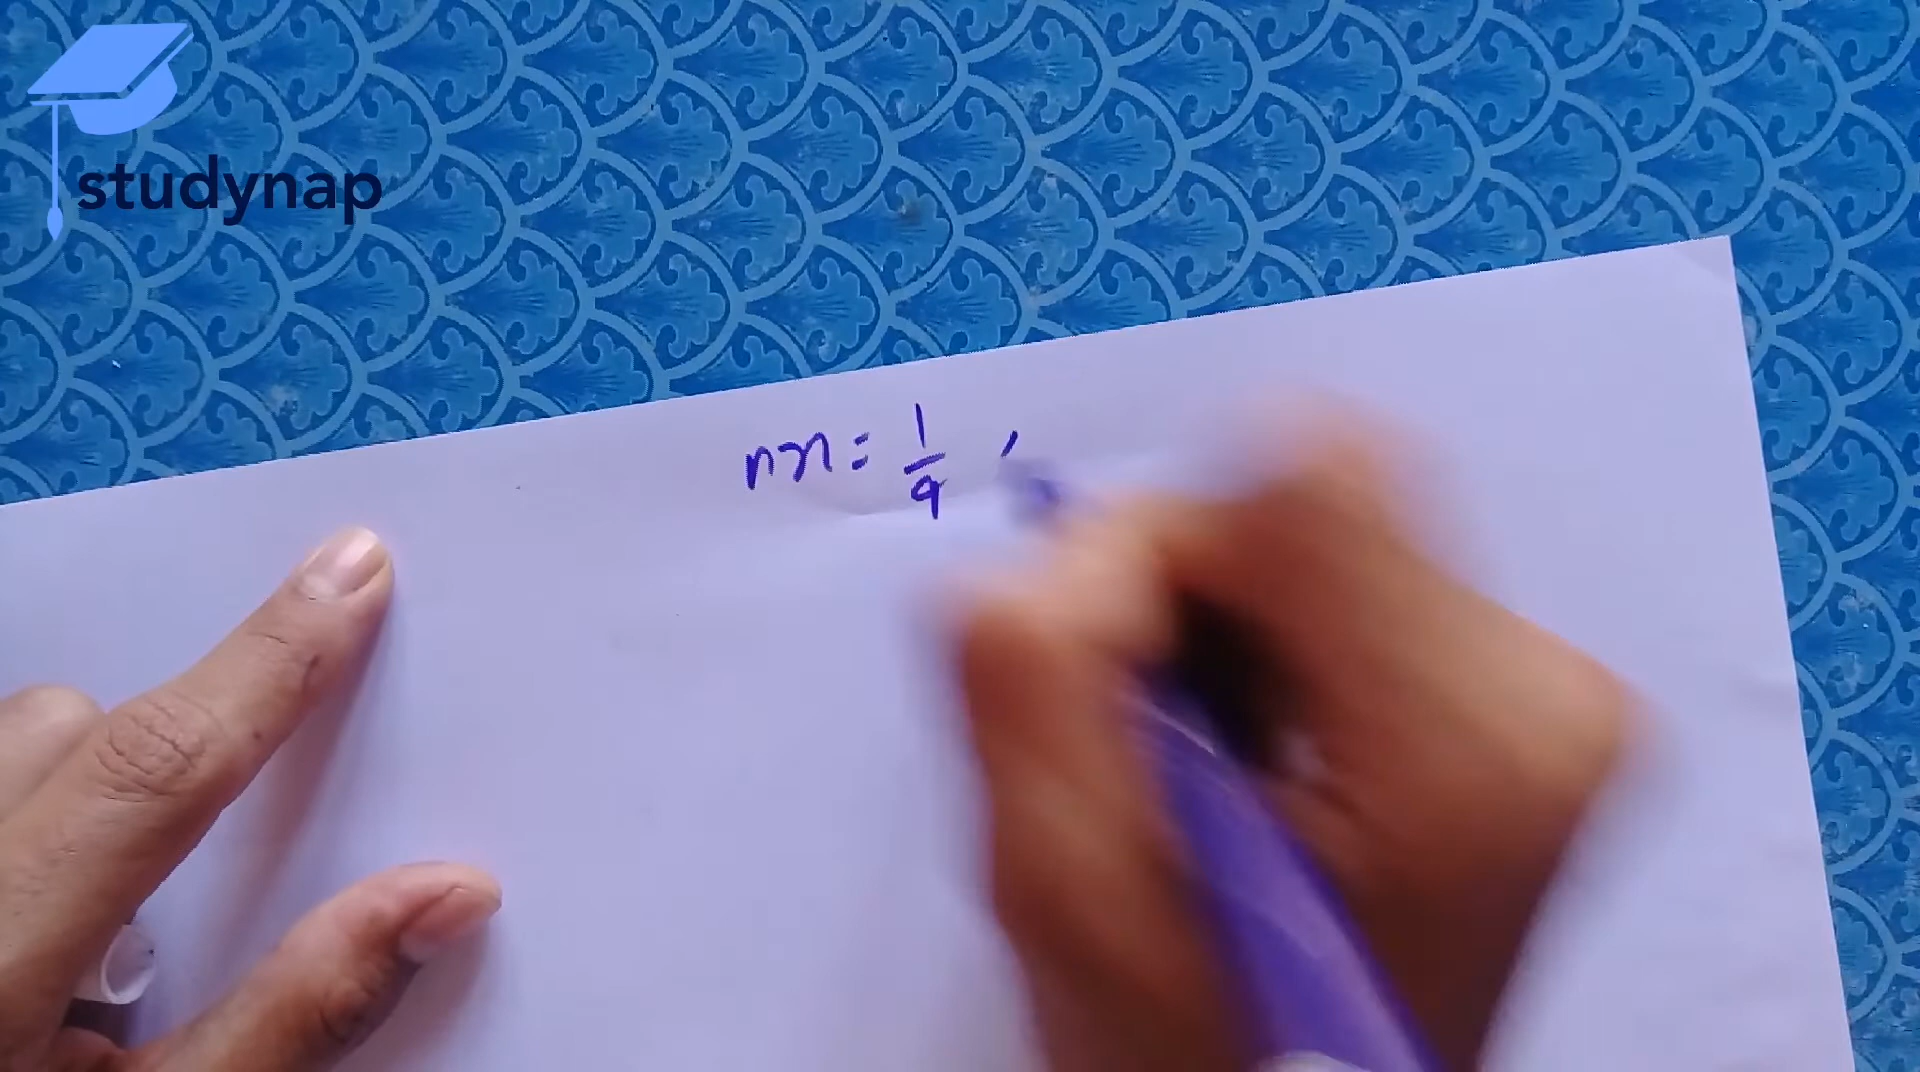 studynap
nx = 1/9